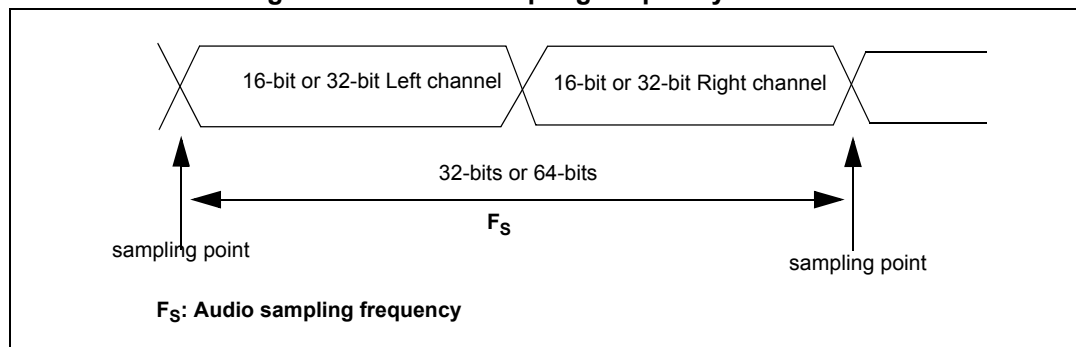 16-bit or 32-bit Left channel 16-bit or 32-bit Right channel
32-bits or 64-bits
FS
sampling point sampling point
FS: Audio sampling frequency